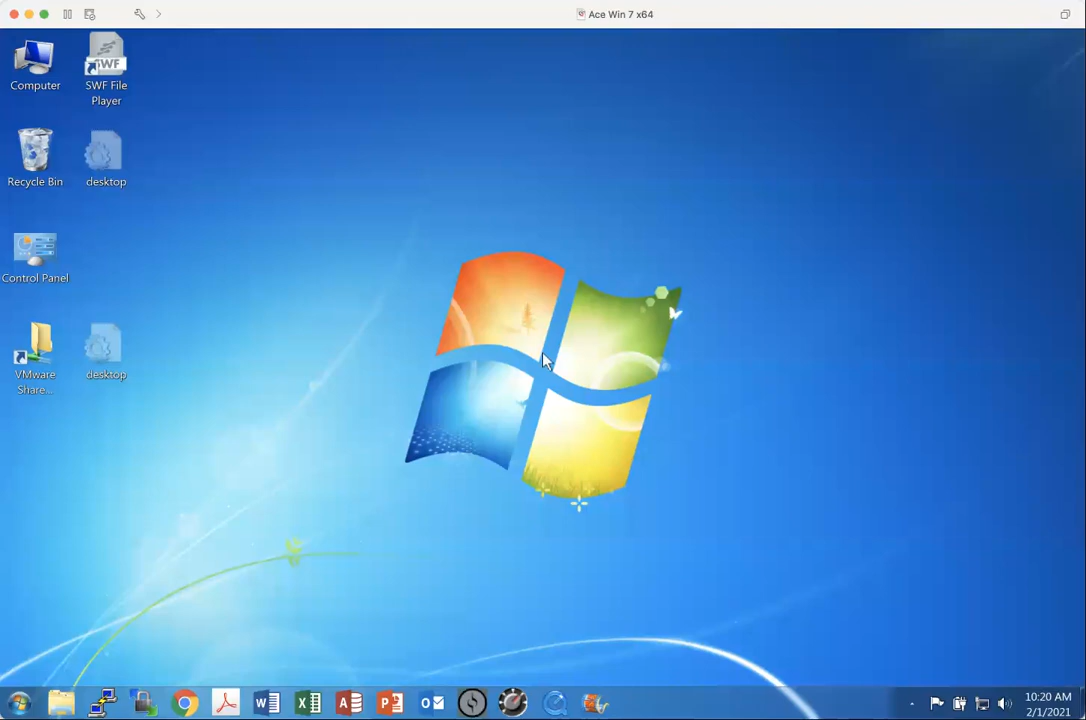 Ace Win 7 x64
Computer
SWF
SWF File
Player
Recycle Bin
desktop
Control Panel
VMware
Share...
desktop
10:20 AM
2/1/2021